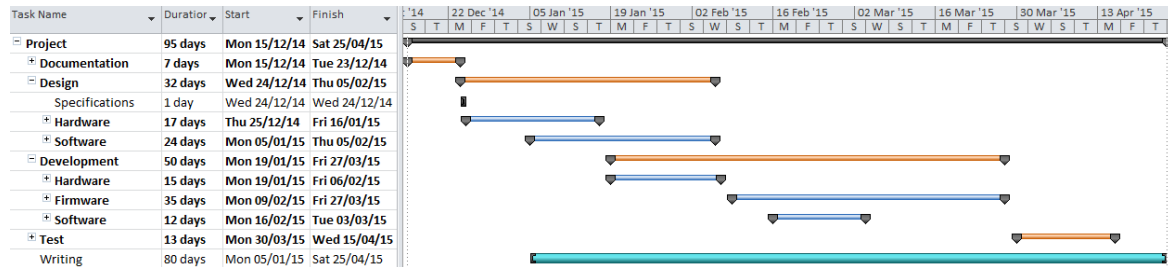 Task Name Duration Start Finish : '14 22 Dec '14 05 Jan '15 19 Jan '15 02 Feb '15 16 Feb '15 02 Mar '15 16 Mar '15 30 Mar '15 13 Apr '15
S T M F T S W S T M F T S W S T M F T S W S T M F T S W S T M F T
Project 95 days Mon 15/12/14 Sat 25/04/15
Documentation 7 days Mon 15/12/14 Tue 23/12/14
Design 32 days Wed 24/12/14 Thu 05/02/15
Specifications 1 day Wed 24/12/14 Wed 24/12/14
Hardware 17 days Thu 25/12/14 Fri 16/01/15
Software 24 days Mon 05/01/15 Thu 05/02/15
Development 50 days Mon 19/01/15 Fri 27/03/15
Hardware 15 days Mon 19/01/15 Fri 06/02/15
Firmware 35 days Mon 09/02/15 Fri 27/03/15
Software 12 days Mon 16/02/15 Tue 03/03/15
Test 13 days Mon 30/03/15 Wed 15/04/15
Writing 80 days Mon 05/01/15 Sat 25/04/15